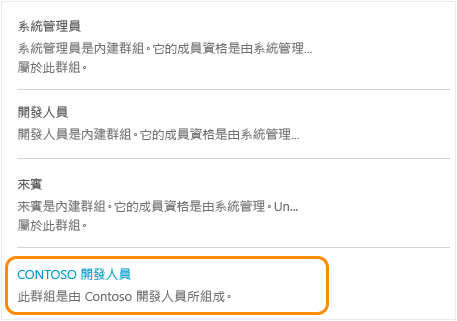 系統管理員
系統管理員是內建群組。它的成員資格是由系統管理...
屬於此群組。
開發人員
開發人員是內建群組。它的成員資格是由系統管理...
來賓
來賓是內建群組。它的成員資格是由系統管理。Un...
屬於此群組。
CONTOSO 開發人員
此群組是由 Contoso 開發人員所組成。